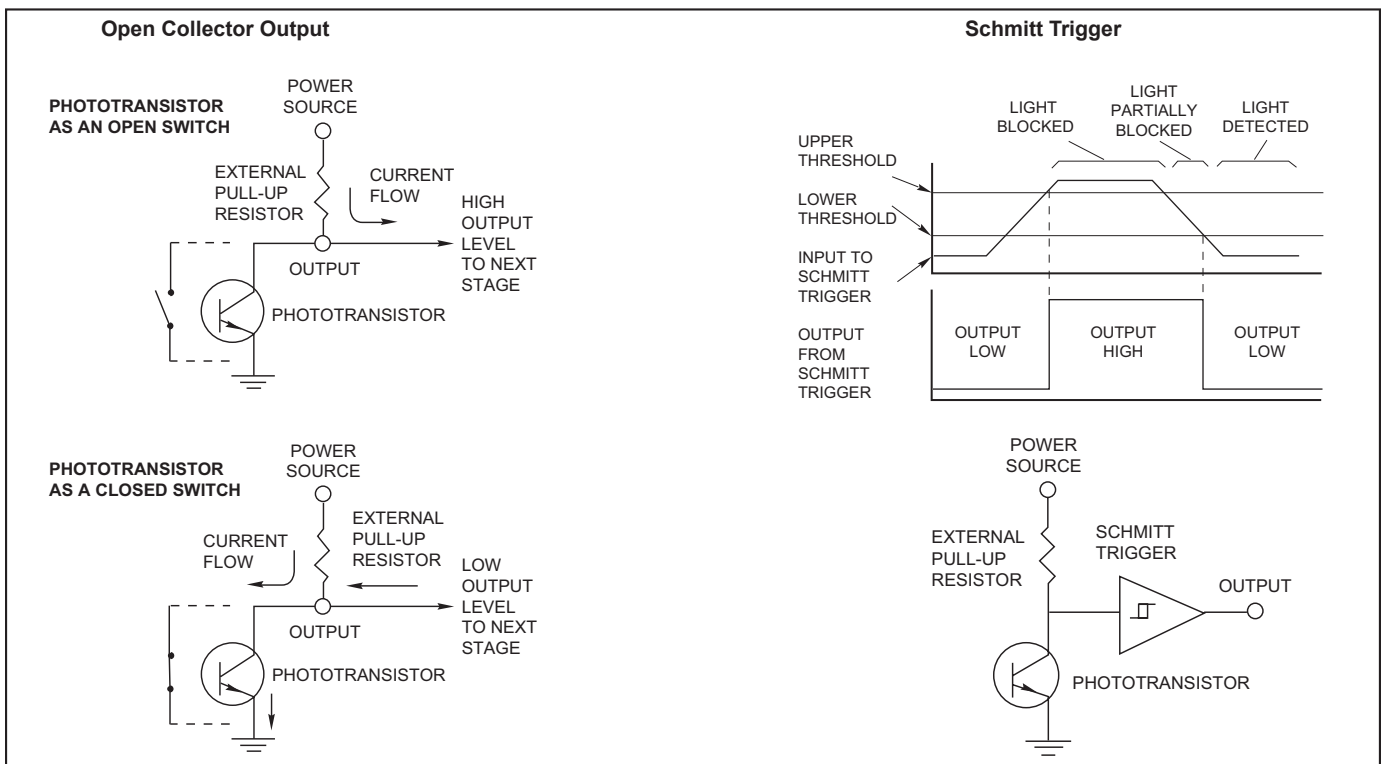 Open Collector Output
PHOTOTRANSISTOR
AS AN OPEN SWITCH
POWER
SOURCE
EXTERNAL
PULL-UP
RESISTOR
CURRENT
FLOW
HIGH
OUTPUT
LEVEL
TO NEXT
STAGE
OUTPUT
PHOTOTRANSISTOR
PHOTOTRANSISTOR
AS A CLOSED SWITCH
POWER
SOURCE
CURRENT
FLOW
EXTERNAL
PULL-UP
RESISTOR
LOW
OUTPUT
LEVEL
TO NEXT
STAGE
OUTPUT
PHOTOTRANSISTOR
Schmitt Trigger
LIGHT
BLOCKED
LIGHT
PARTIALLY
BLOCKED
LIGHT
DETECTED
UPPER
THRESHOLD
LOWER
THRESHOLD
INPUT TO
SCHMITT
TRIGGER
OUTPUT
FROM
SCHMITT
TRIGGER
OUTPUT
LOW
OUTPUT
HIGH
OUTPUT
LOW
POWER
SOURCE
EXTERNAL
PULL-UP
RESISTOR
SCHMITT
TRIGGER
OUTPUT
PHOTOTRANSISTOR